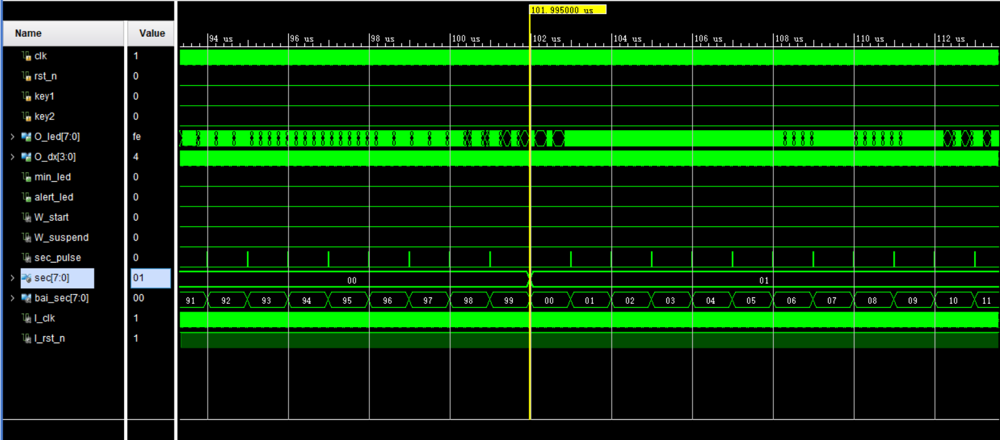 101.995000 us
Name Value
94 us 96 us 98 us 100 us 102 us 104 us 106 us 108 us 110 us 112 us
clk 1
rst_n 0
key1 0
key2 0
O_led[7:0] fe
O_dx[3:0] 4
min_led 0
alert_led 0
W_start 0
W_suspend 0
sec_pulse 0
sec[7:0] 01 00 01
bai_sec[7:0] 00 91 92 93 94 95 96 97 98 99 00 01 02 03 04 05 06 07 08 09 10 11
I_clk 1
I_rst_n 1